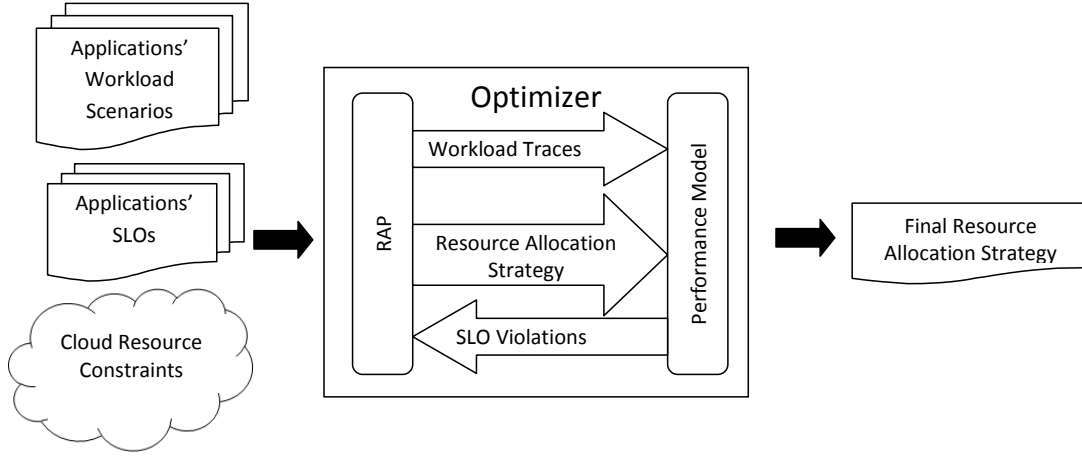 Applications’
Workload
Scenarios
Applications’
SLOs
Cloud Resource
Constraints
Optimizer
RAP
Workload Traces
Resource Allocation
Strategy
SLO Violations
Performance Model
Final Resource
Allocation Strategy